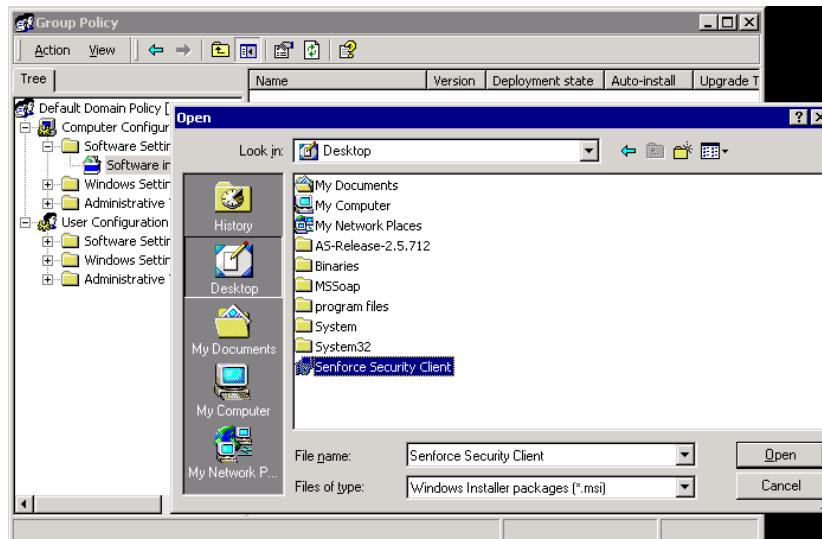 Group Policy
Action View
Tree
Name Version Deployment state Auto-install Upgrade T
Default Domain Policy [
Computer Configur
Software Settir
Software in
Windows Settir
Administrative
User Configuration
Software Settir
Windows Settir
Administrative
Open
Look in: Desktop
History
Desktop
My Documents
My Computer
My Network P...
My Documents
My Computer
My Network Places
AS-Release-2.5.712
Binaries
MSSoap
program files
System
System32
Senforce Security Client
File name: Senforce Security Client Open
Files of type: Windows Installer packages (*.msi) Cancel